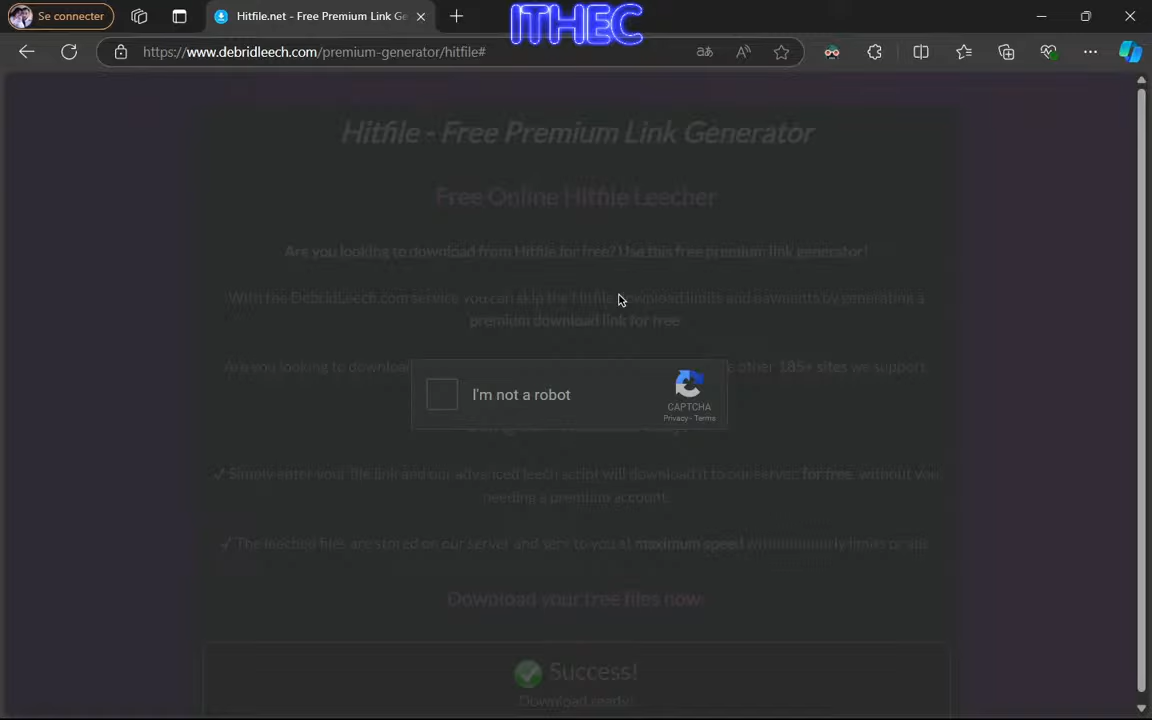 ITHEC
Se connecter
Hitfile.net - Free Premium Link Ge
https://www.debridleech.com/premium-generator/hitfile#
Hitfile - Free Premium Link Generator
Free Online Hitfile Leecher
Are you looking to download from Hitfile for free? Use this free premium link generator!
With the DebridLeech.com service you can skip the Hitfile download limits and payments by generating a
premium download link for free.
Are you looking to download
other 185+ sites we support.
I'm not a robot
CAPTCHA
Privacy - Terms
✓ Simply enter your file link and our advanced leech script will download it to our server for free, without you
needing a premium account.
✓ The leeched files are stored on our server and serv to you at maximum speed without
limits or
Download your free files now
Success!
Download ready!